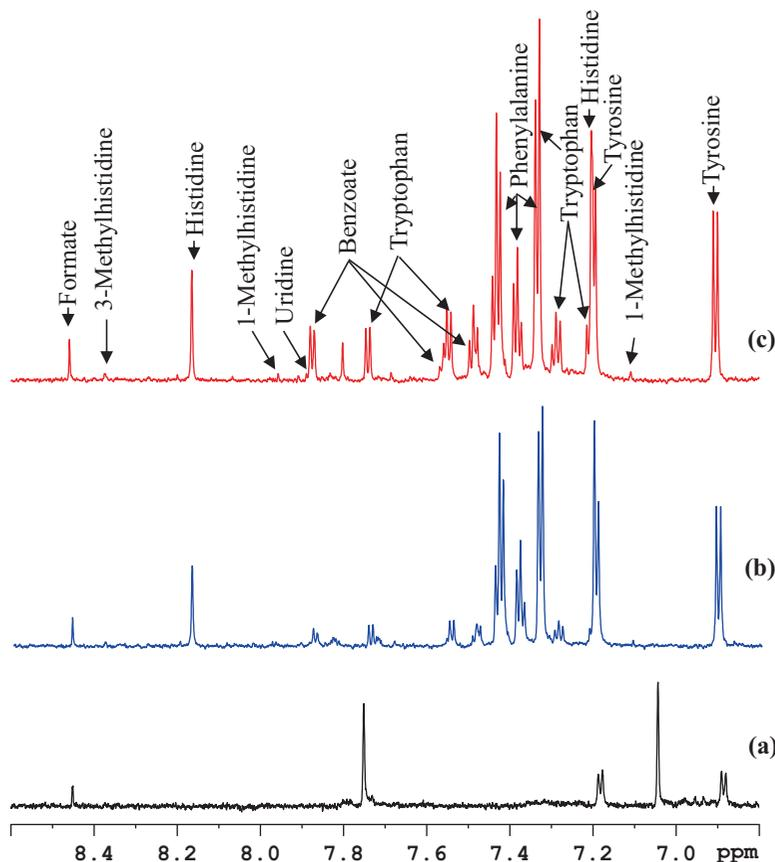 Formate
3-Methylhistidine
Histidine
1-Methylhistidine
Uridine
Benzoate
Tryptophan
Phenylalanine
Tryptophan
Histidine
Tyrosine
1-Methylhistidine
Tyrosine
(c)
(b)
(a)
8.4 8.2 8.0 7.8 7.6 7.4 7.2 7.0 ppm